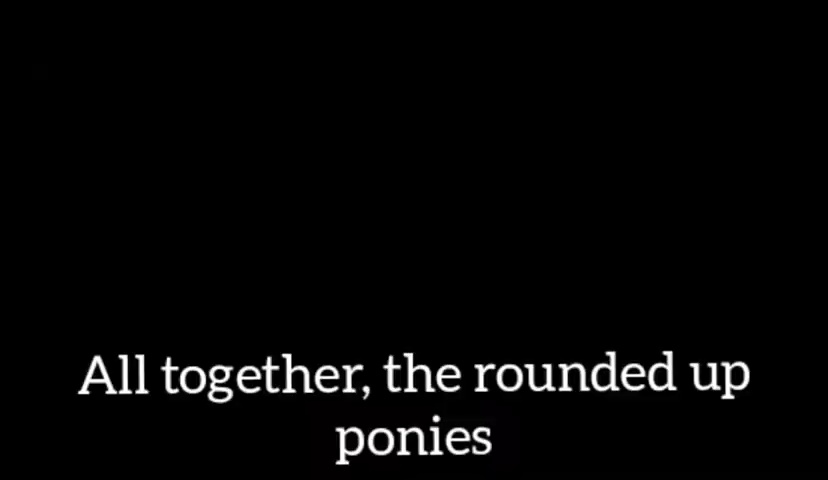 All together, the rounded up
ponies